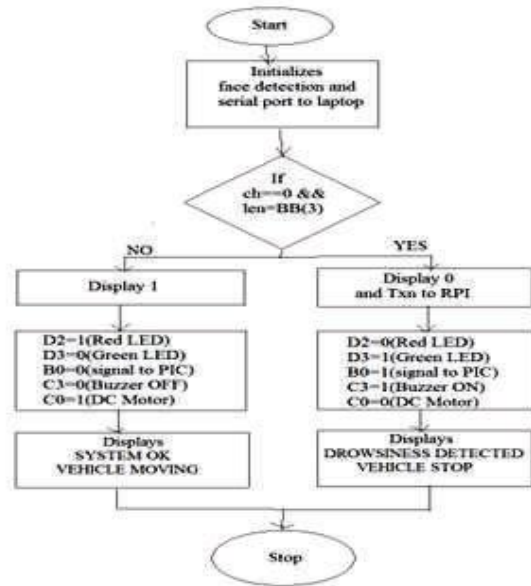 Start
Initializes
face detection and
serial port to laptop
If
ch==0 &&
len=BB(3)
NO
YES
Display 1
Display 0
and Txn to RPI
D2=1(Red LED)
D3=0(Green LED)
B0=0(signal to PIC)
C3=0(Buzzer OFF)
C0=1(DC Motor)
D2=0(Red LED)
D3=1(Green LED)
B0=1(signal to PIC)
C3=1(Buzzer ON)
C0=0(DC Motor)
Displays
SYSTEM OK
VEHICLE MOVING
Displays
DROWSINESS DETECTED
VEHICLE STOP
Stop